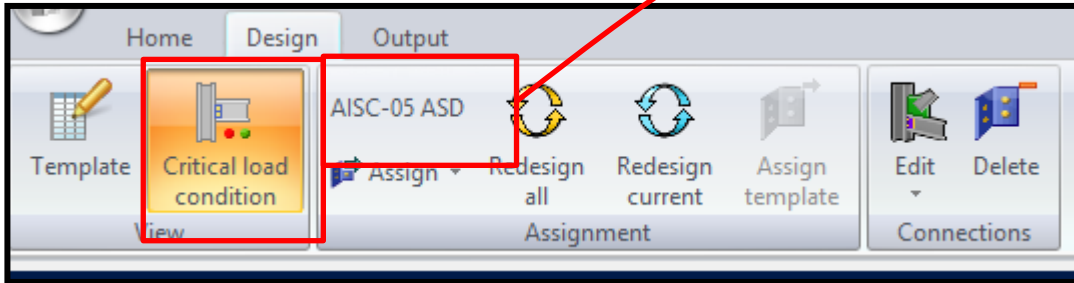 Home Design Output
AISC-05 ASD
Template Critical load condition Assign Redesign all Redesign current Assign template Edit Delete
View Assignment Connections